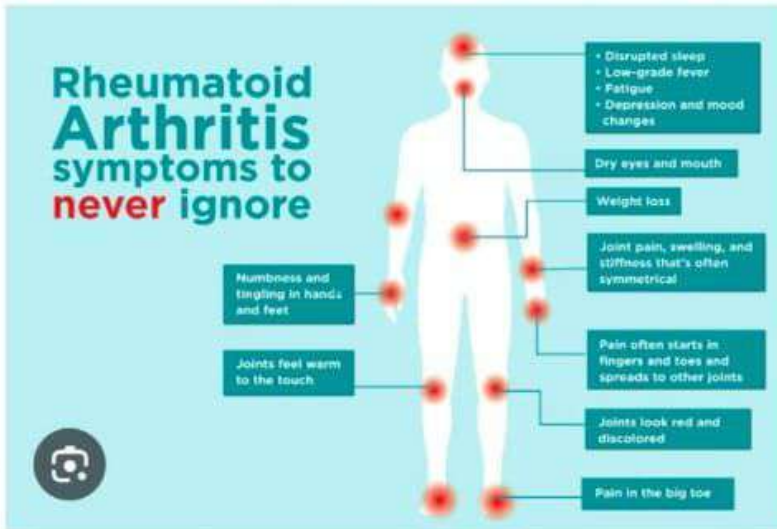 Rheumatoid
Arthritis
symptoms to
never ignore
• Disrupted sleep
• Low-grade fever
• Fatigue
• Depression and mood
changes
Dry eyes and mouth
Weight loss
Joint pain, swelling, and
stiffness that's often
symmetrical
Numbness and
tingling in hands
and feet
Pain often starts in
fingers and toes and
spreads to other joints
Joints feel warm
to the touch
Joints look red and
discolored
Pain in the big toe